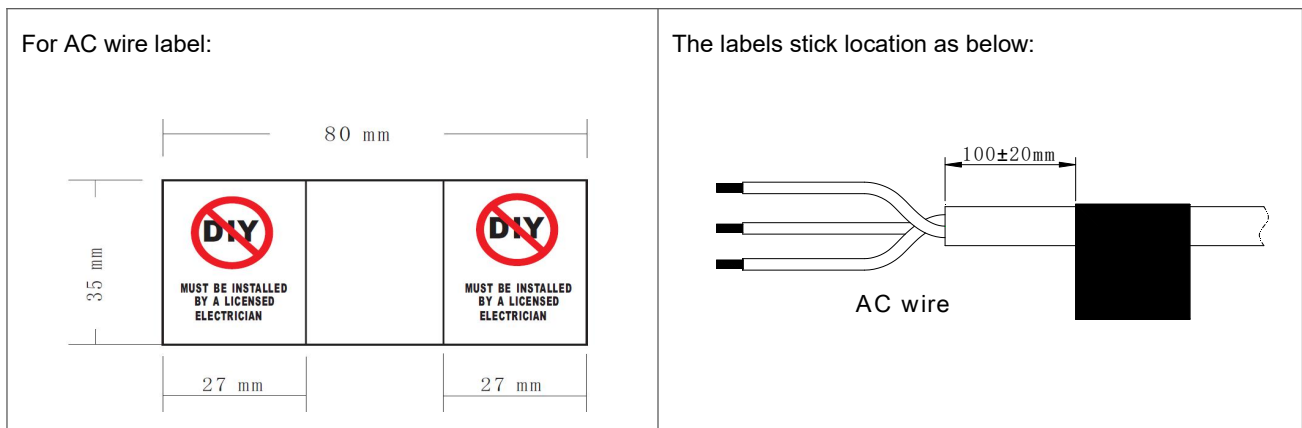 For AC wire label:
80 mm
35 mm
DIY
MUST BE INSTALLED
BY A LICENSED
ELECTRICIAN
DIY
MUST BE INSTALLED
BY A LICENSED
ELECTRICIAN
27 mm
27 mm
The labels stick location as below:
100±20mm
AC wire